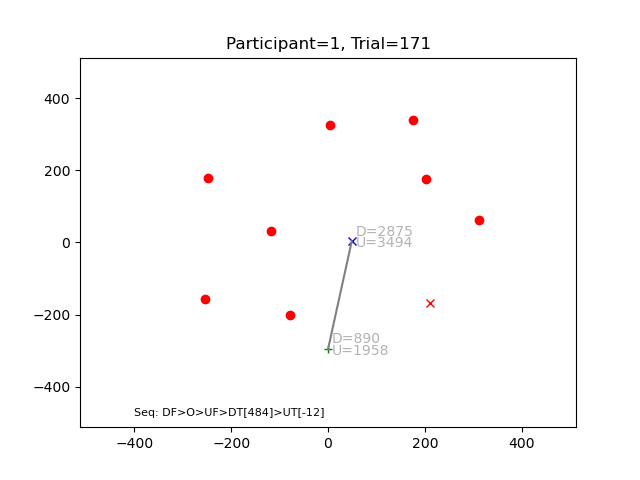 Participant=1, Trial=171
400
200
0
−200
−400
D=2875
U=3494
D=890
U=1958
Seq: DF>O>UF>DT[484]>UT[-12]
−400
−200
0
200
400